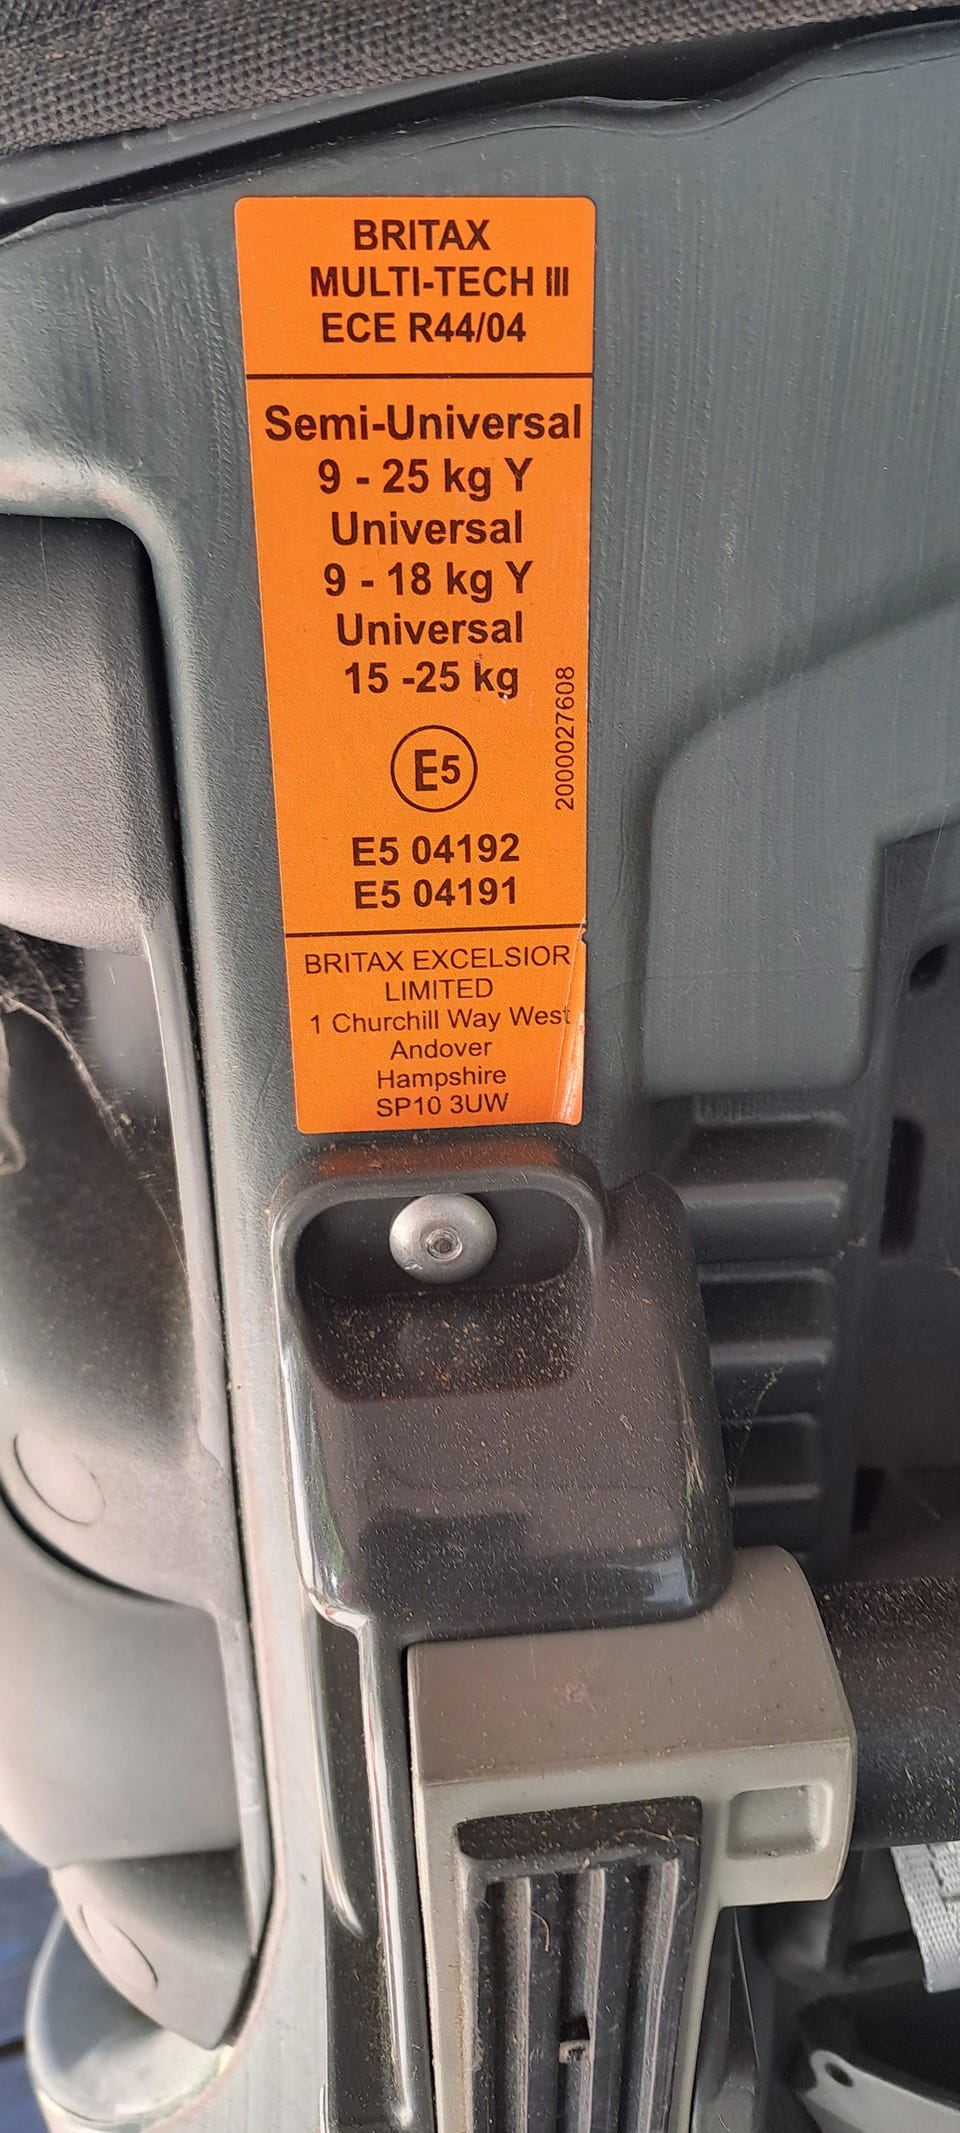 BRITAX
MULTI-TECH III
ECE R44/04
Semi-Universal
9 - 25 kg Y
Universal
9 - 18 kg Y
Universal
15 -25 kg
2000027608
E5
E5 04192
E5 04191
BRITAX EXCELSIOR
LIMITED
1 Churchill Way West
Andover
Hampshire
SP10 3UW